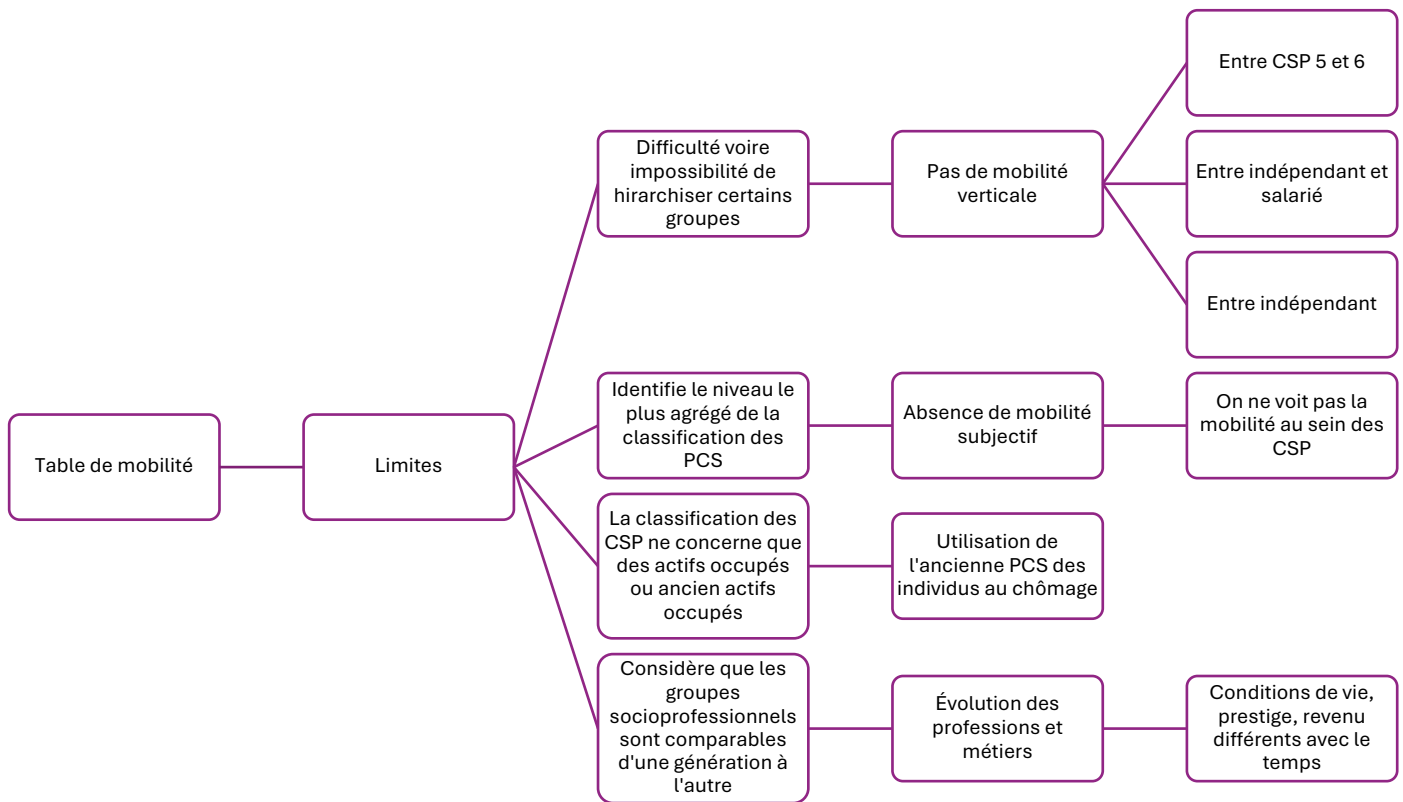 Table de mobilité
Limites
Difficulté voire
impossibilité de
hirarchiser certains
groupes
Pas de mobilité
verticale
Entre CSP 5 et 6
Entre indépendant et
salarié
Entre indépendant
Identifie le niveau le
plus agrégé de la
classification des
PCS
Absence de mobilité
subjectif
On ne voit pas la
mobilité au sein des
CSP
La classification des
CSP ne concerne que
des actifs occupés
ou ancien actifs
occupés
Utilisation de
l'ancienne PCS des
individus au chômage
Considère que les
groupes
socioprofessionnels
sont comparables
d'une génération à
l'autre
Évolution des
professions et
métiers
Conditions de vie,
prestige, revenu
différents avec le
temps